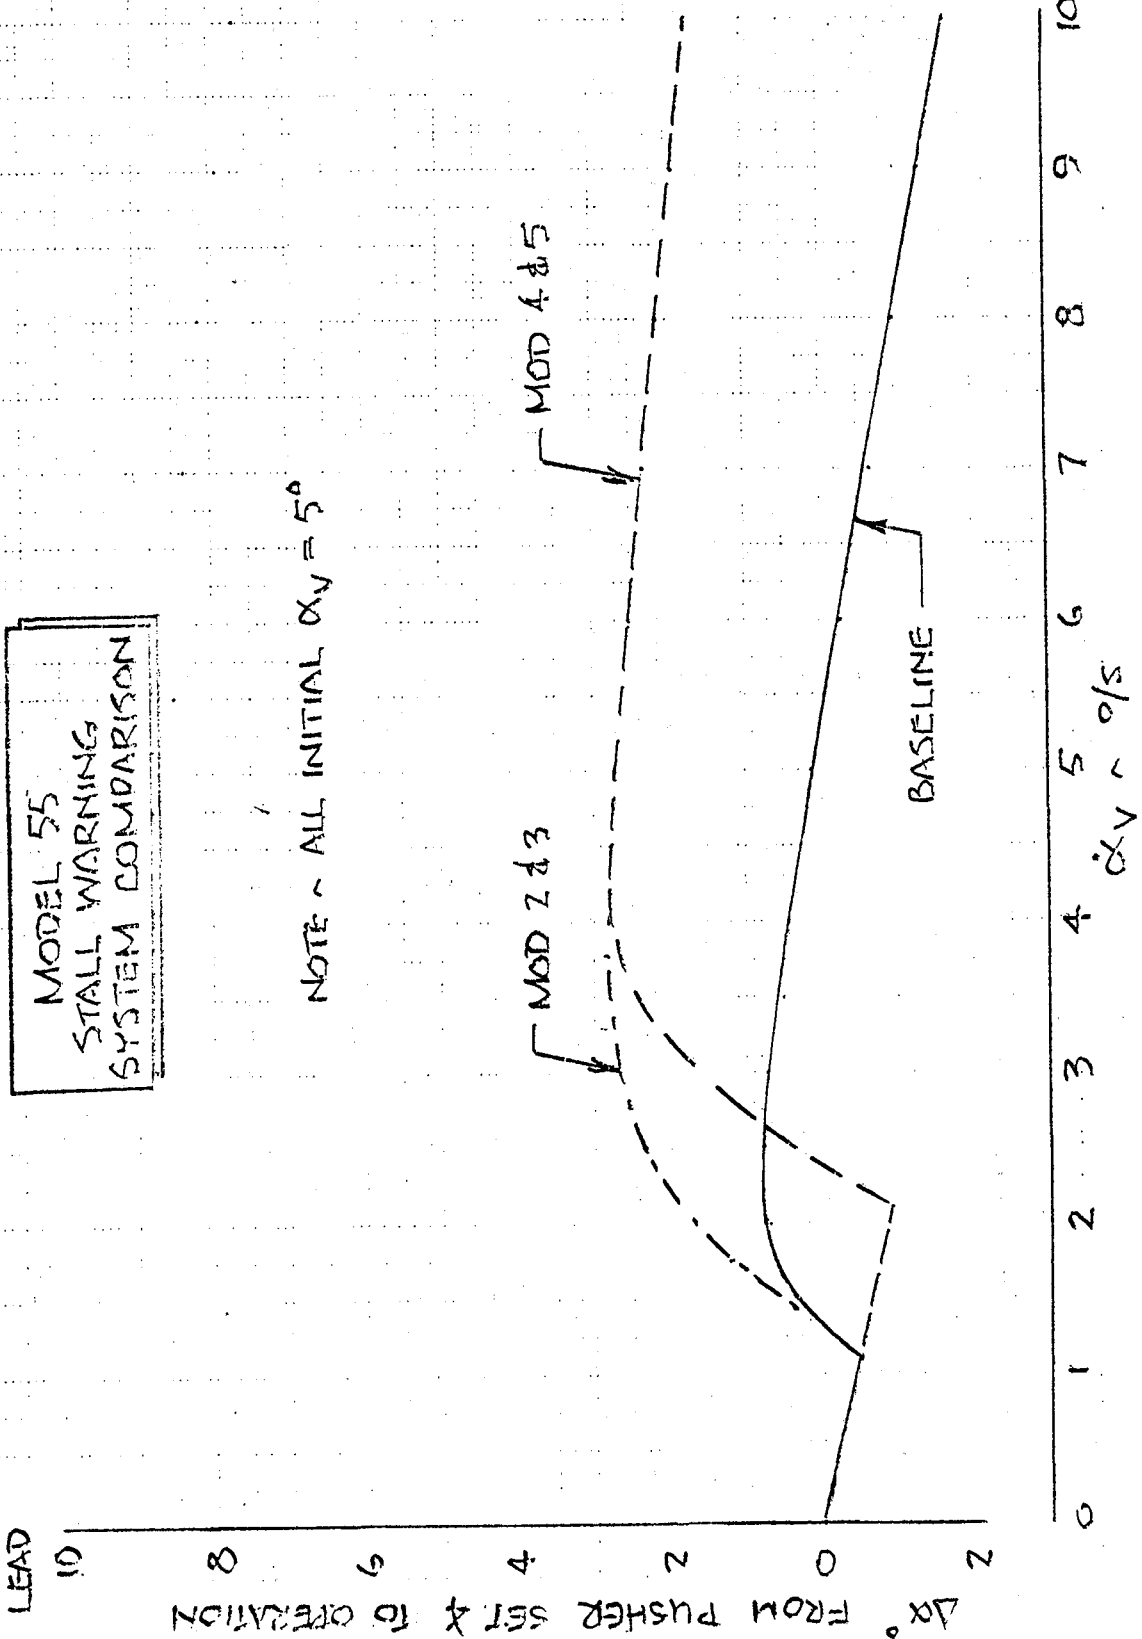 MODEL 55
STALL WARNING
SYSTEM COMPARISON
NOTE ~ ALL INITIAL αv = 5°
MOD 2 & 3
MOD 4 & 5
BASELINE
LEAD
10
8
6
4
2
0
2
Δα° FROM PUSHER SET ∡ TO OPERATION
0 1 2 3 4 5 6 7 8 9 10
α̇v ~ °/s